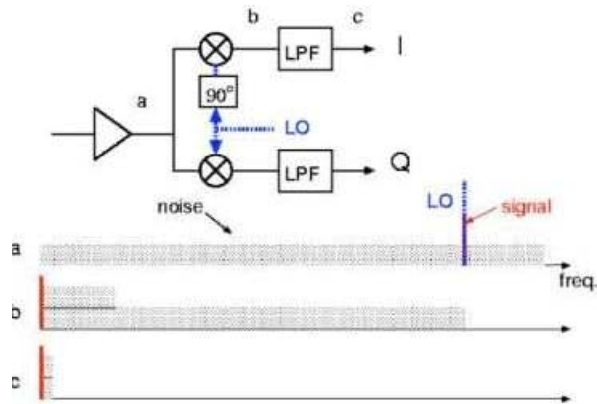 b c
LPF I
a
90°
LO
LPF Q
noise
LO signal
a
freq.
b
c